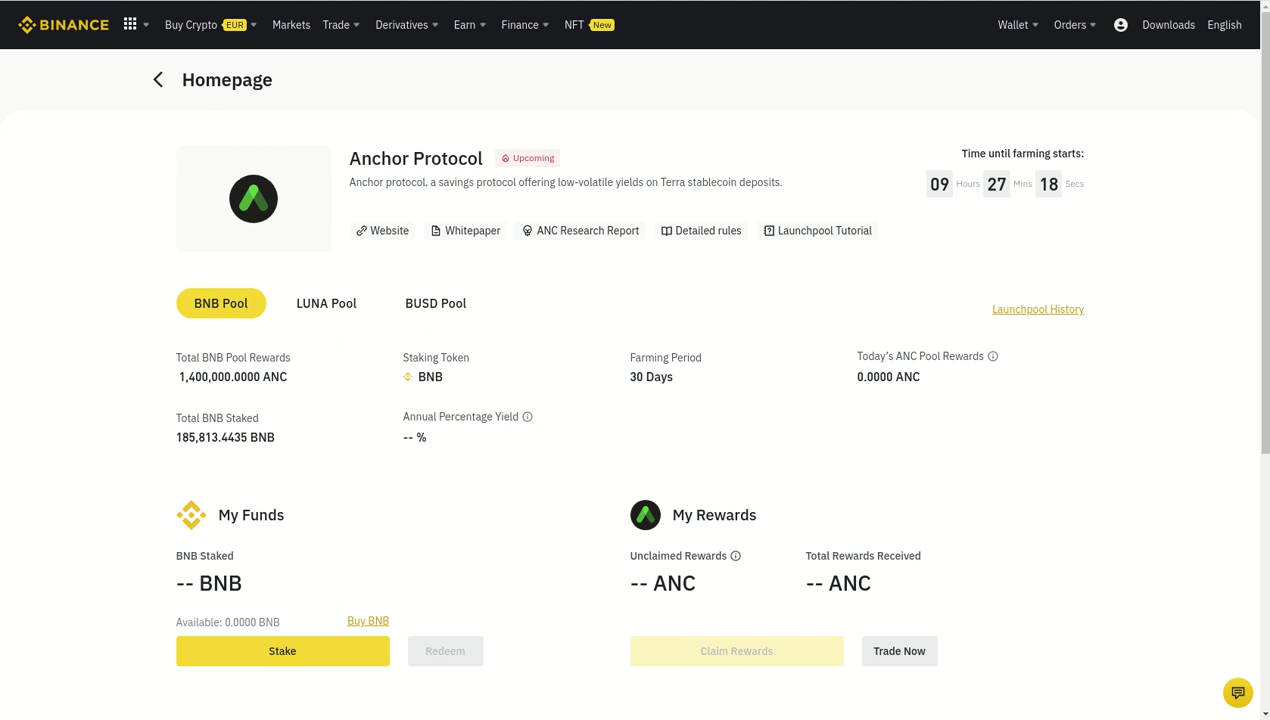 BINANCE Buy Crypto EUR Markets Trade Derivatives Earn Finance NFT New Wallet Orders Downloads English
Homepage
Anchor Protocol Upcoming
Time until farming starts:
Anchor protocol, a savings protocol offering low-volatile yields on Terra stablecoin deposits.
09 Hours 27 Mins 18 Secs
Website Whitepaper ANC Research Report Detailed rules Launchpool Tutorial
BNB Pool LUNA Pool BUSD Pool
Launchpool History
Total BNB Pool Rewards Staking Token Farming Period Today's ANC Pool Rewards
1,400,000.0000 ANC BNB 30 Days 0.0000 ANC
Total BNB Staked Annual Percentage Yield
185,813.4435 BNB -- %
My Funds My Rewards
BNB Staked Unclaimed Rewards Total Rewards Received
-- BNB -- ANC -- ANC
Available: 0.0000 BNB Buy BNB
Stake Redeem Claim Rewards Trade Now